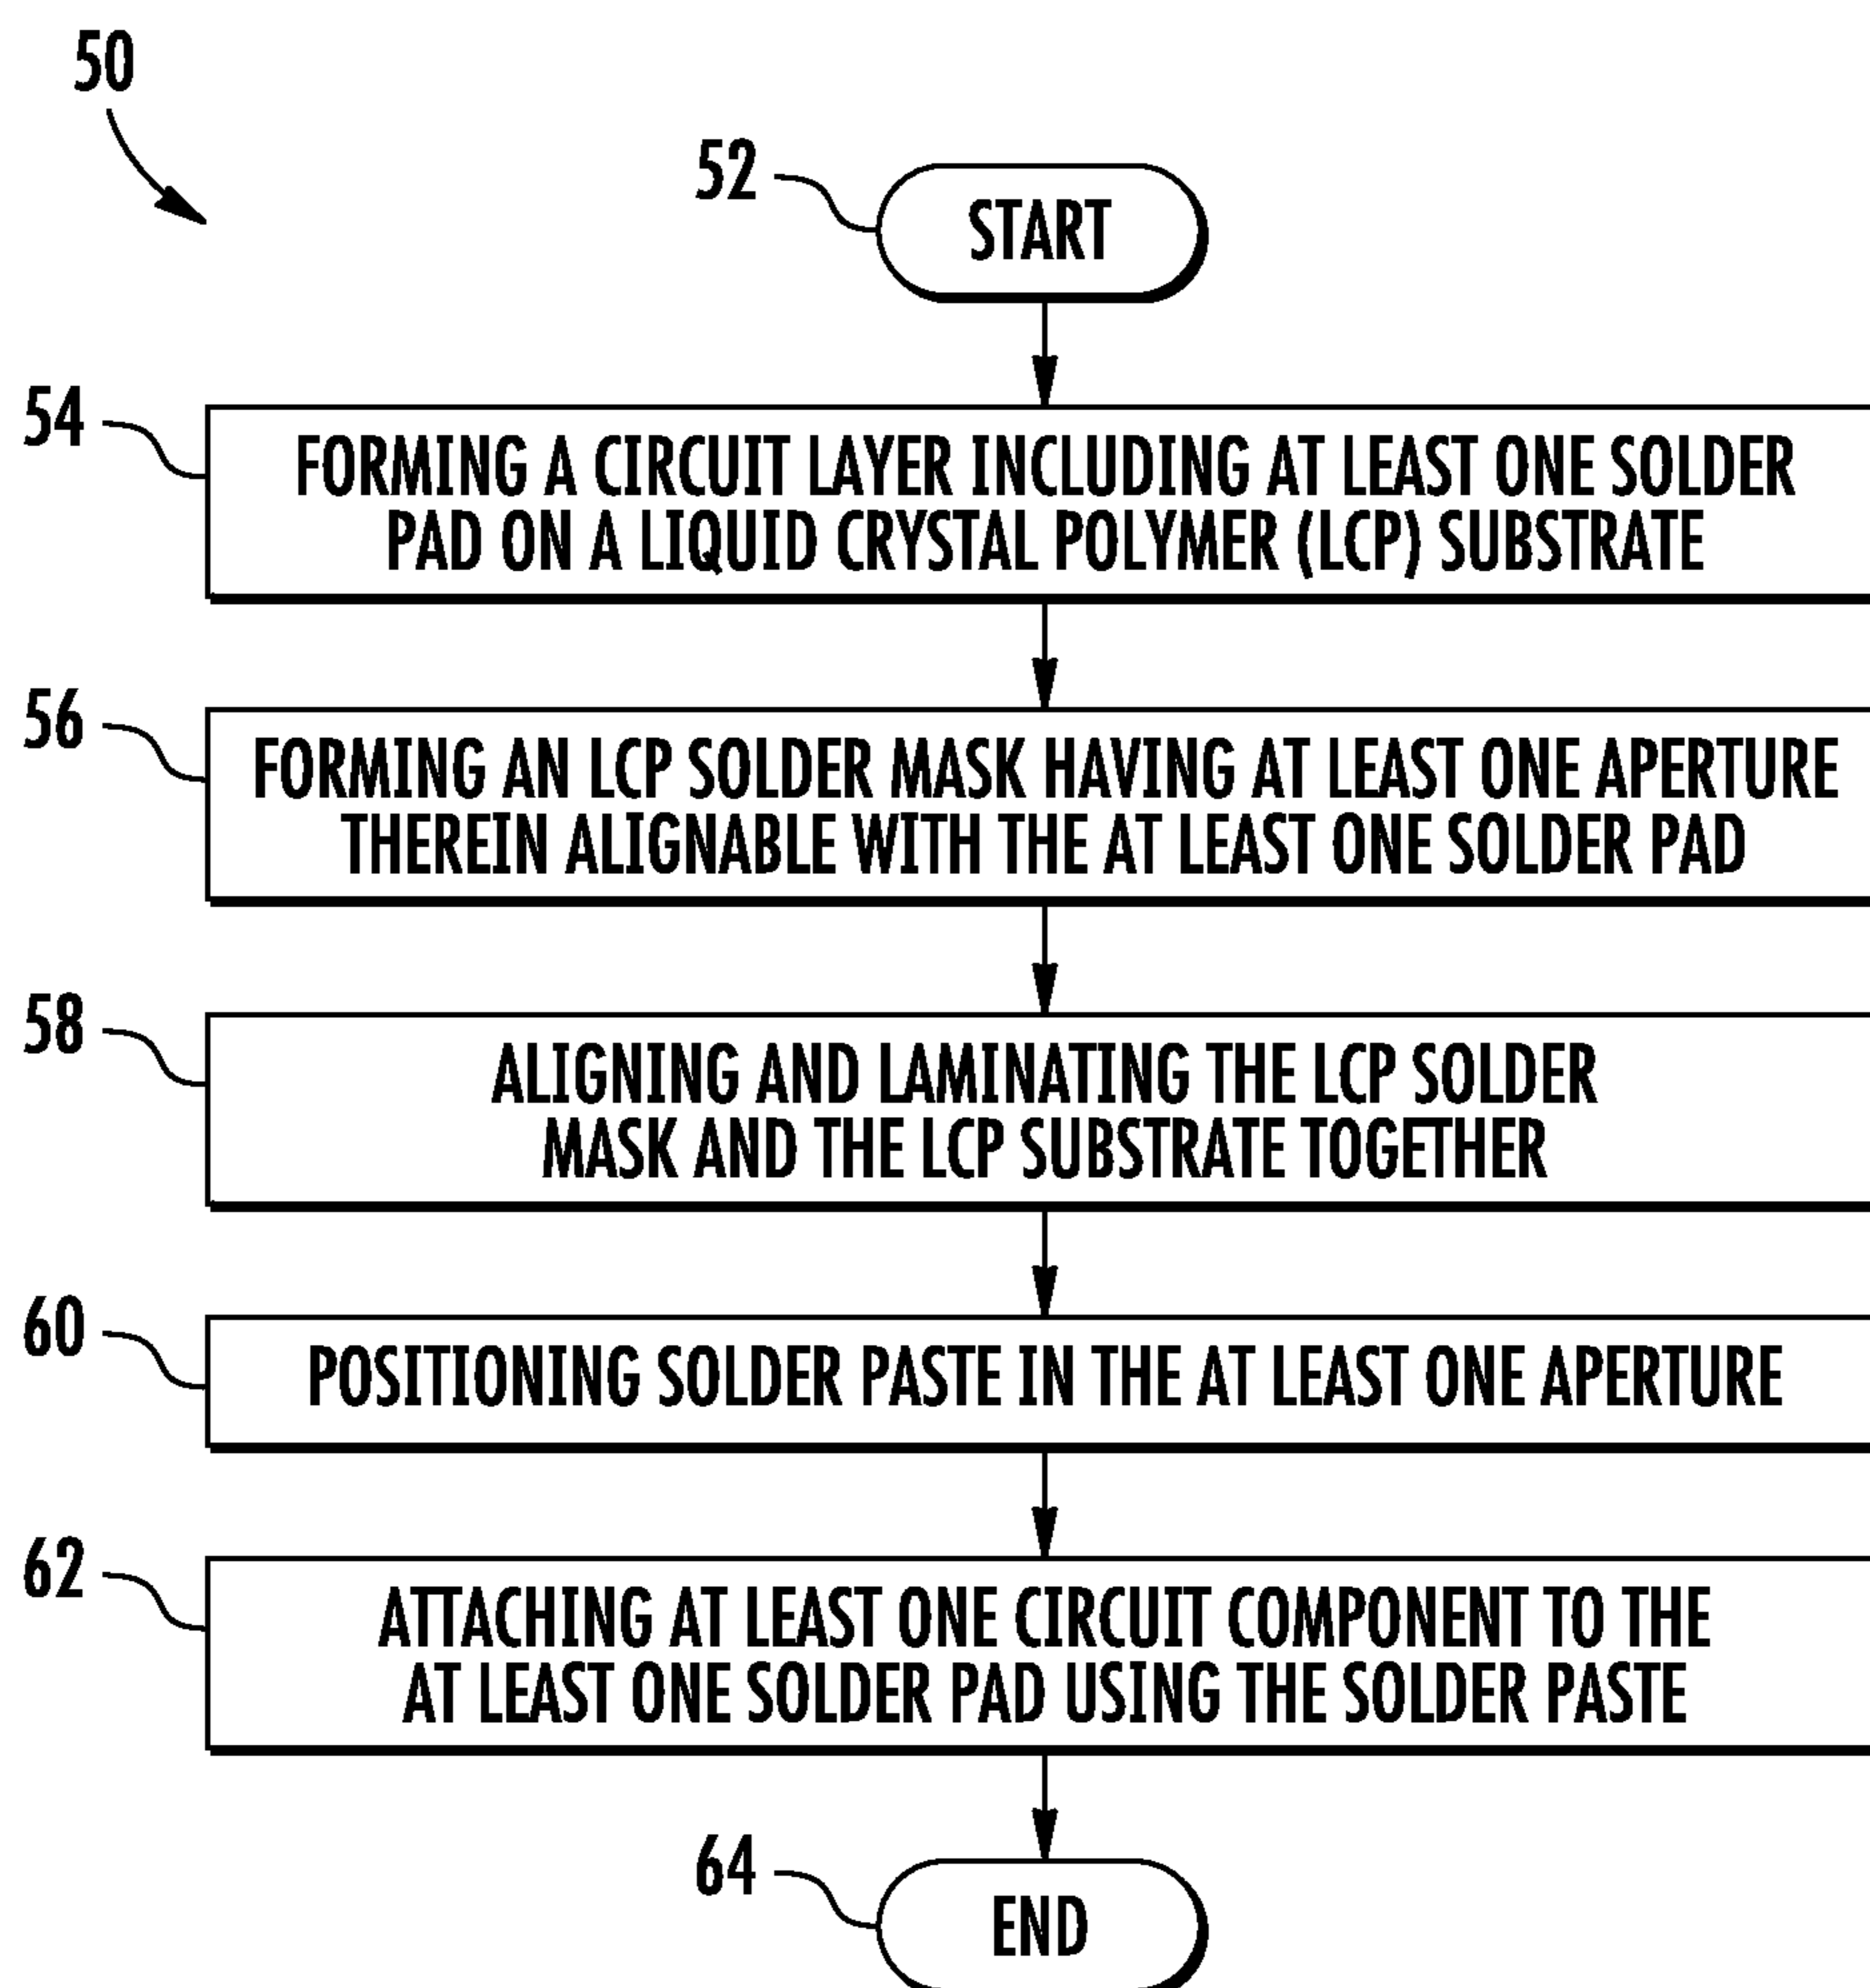 50
52
START
54
FORMING A CIRCUIT LAYER INCLUDING AT LEAST ONE SOLDER
PAD ON A LIQUID CRYSTAL POLYMER (LCP) SUBSTRATE
56
FORMING AN LCP SOLDER MASK HAVING AT LEAST ONE APERTURE
THEREIN ALIGNABLE WITH THE AT LEAST ONE SOLDER PAD
58
ALIGNING AND LAMINATING THE LCP SOLDER
MASK AND THE LCP SUBSTRATE TOGETHER
60
POSITIONING SOLDER PASTE IN THE AT LEAST ONE APERTURE
62
ATTACHING AT LEAST ONE CIRCUIT COMPONENT TO THE
AT LEAST ONE SOLDER PAD USING THE SOLDER PASTE
64
END